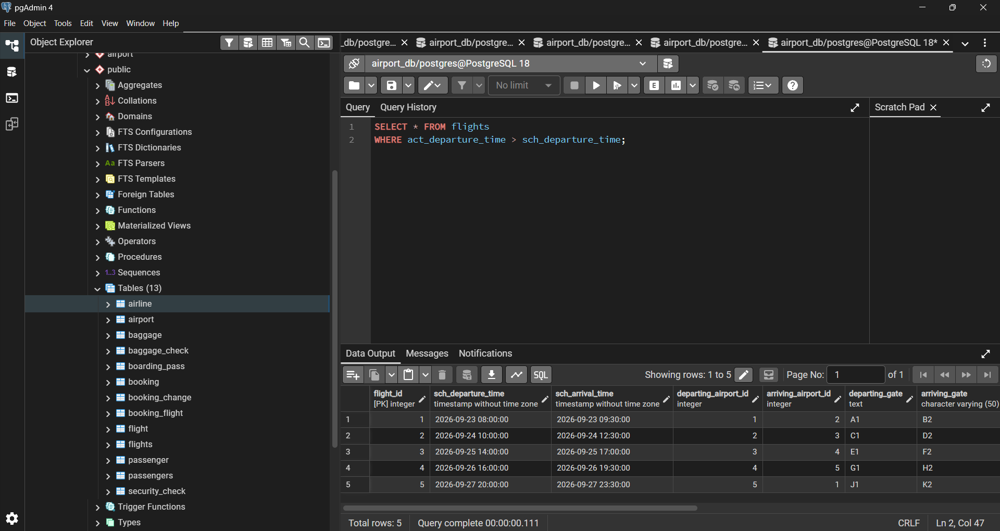 pgAdmin 4
File Object Tools Edit View Window Help
Object Explorer
_db/postgre... airport_db/postgre... airport_db/postgre... airport_db/postgre... airport_db/postgres@PostgreSQL 18*
airport
public
Aggregates
Collations
Domains
FTS Configurations
FTS Dictionaries
Aa FTS Parsers
FTS Templates
Foreign Tables
Functions
Materialized Views
Operators
Procedures
1..3 Sequences
Tables (13)
airline
airport
baggage
baggage_check
boarding_pass
booking
booking_change
booking_flight
flight
flights
passenger
passengers
security_check
Trigger Functions
Types
airport_db/postgres@PostgreSQL 18
No limit
E
Query Query History
Scratch Pad
1 SELECT * FROM flights
2 WHERE act_departure_time > sch_departure_time;
Data Output Messages Notifications
SQL Showing rows: 1 to 5 Page No: 1 of 1
flight_id [PK] integer sch_departure_time timestamp without time zone sch_arrival_time timestamp without time zone departing_airport_id integer arriving_airport_id integer departing_gate text arriving_gate character varying (50)
1 1 2026-09-23 08:00:00 2026-09-23 09:30:00 1 2 A1 B2
2 2 2026-09-24 10:00:00 2026-09-24 12:30:00 2 3 C1 D2
3 3 2026-09-25 14:00:00 2026-09-25 17:00:00 3 4 E1 F2
4 4 2026-09-26 16:00:00 2026-09-26 19:30:00 4 5 G1 H2
5 5 2026-09-27 20:00:00 2026-09-27 23:30:00 5 1 J1 K2
Total rows: 5 Query complete 00:00:00.111 CRLF Ln 2, Col 47